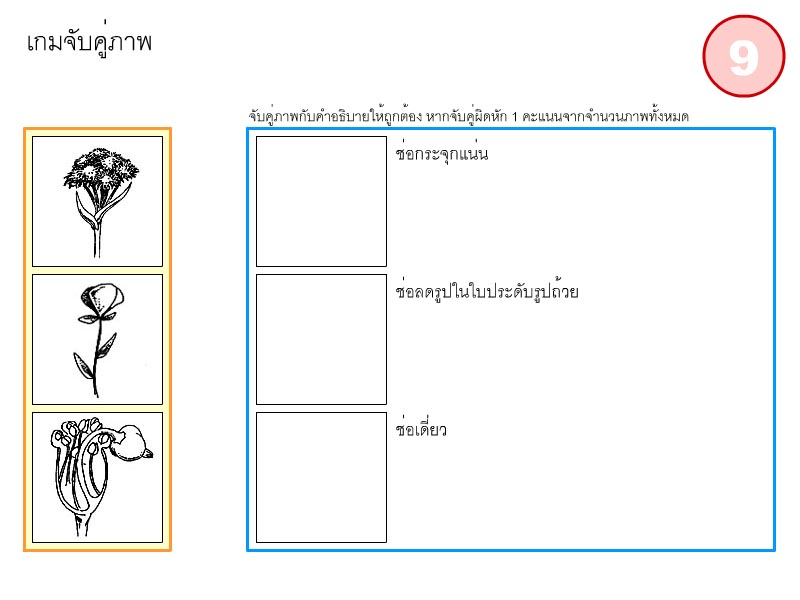 เกมจับคู่ภาพ
9
จับคู่ภาพกับคำอธิบายให้ถูกต้อง หากจับคู่ผิดหัก 1 คะแนนจากจำนวนภาพทั้งหมด
ช่อกระจุกแน่น
ช่อลดรูปในใบประดับรูปถ้วย
ช่อเดี่ยว